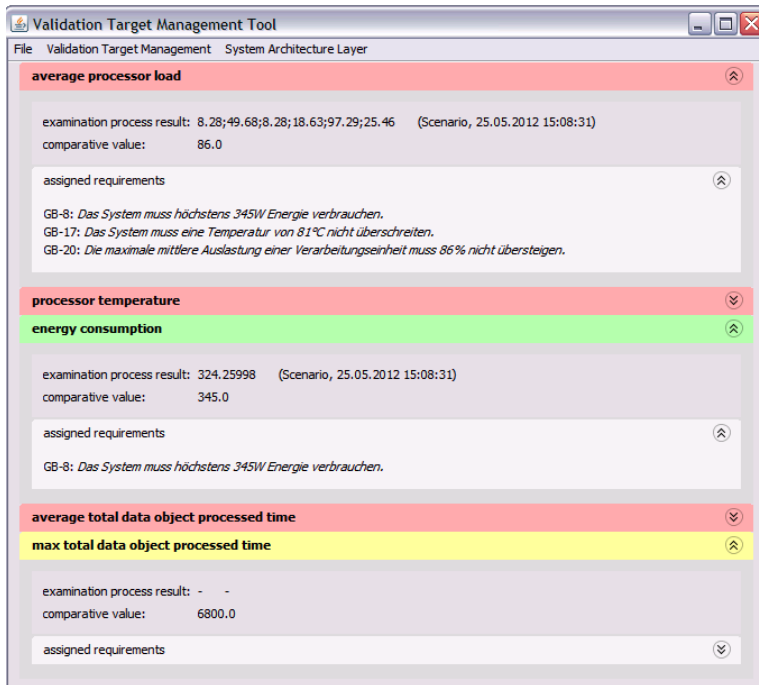 Validation Target Management Tool
File Validation Target Management System Architecture Layer
average processor load
examination process result: 8.28;49.68;8.28;18.63;97.29;25.46 (Scenario, 25.05.2012 15:08:31)
comparative value: 86.0
assigned requirements
GB-8: Das System muss höchstens 345W Energie verbrauchen.
GB-17: Das System muss eine Temperatur von 81°C nicht überschreiten.
GB-20: Die maximale mittlere Auslastung einer Verarbeitungseinheit muss 86% nicht übersteigen.
processor temperature
energy consumption
examination process result: 324.25998 (Scenario, 25.05.2012 15:08:31)
comparative value: 345.0
assigned requirements
GB-8: Das System muss höchstens 345W Energie verbrauchen.
average total data object processed time
max total data object processed time
examination process result: - -
comparative value: 6800.0
assigned requirements